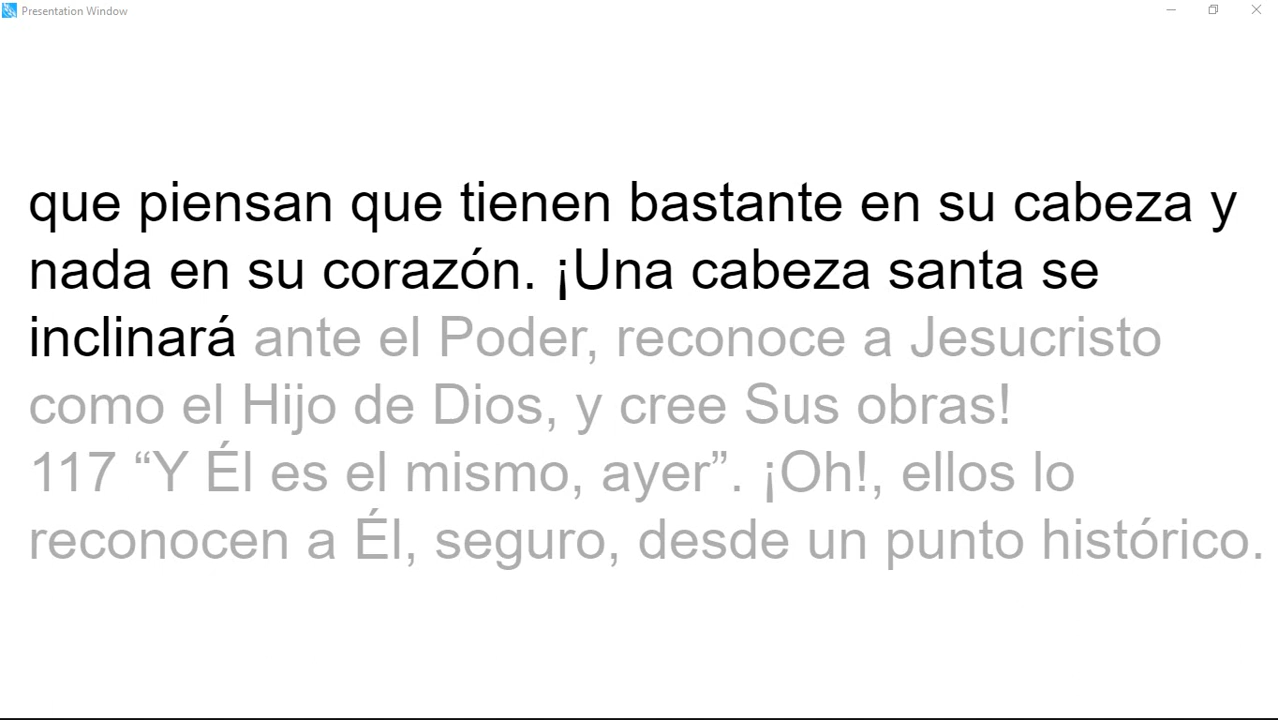 Presentation Window
que piensan que tienen bastante en su cabeza y
nada en su corazón. ¡Una cabeza santa se
inclinará ante el Poder, reconoce a Jesucristo
como el Hijo de Dios, y cree Sus obras!
117 “Y Él es el mismo, ayer”. ¡Oh!, ellos lo
reconocen a Él, seguro, desde un punto histórico.